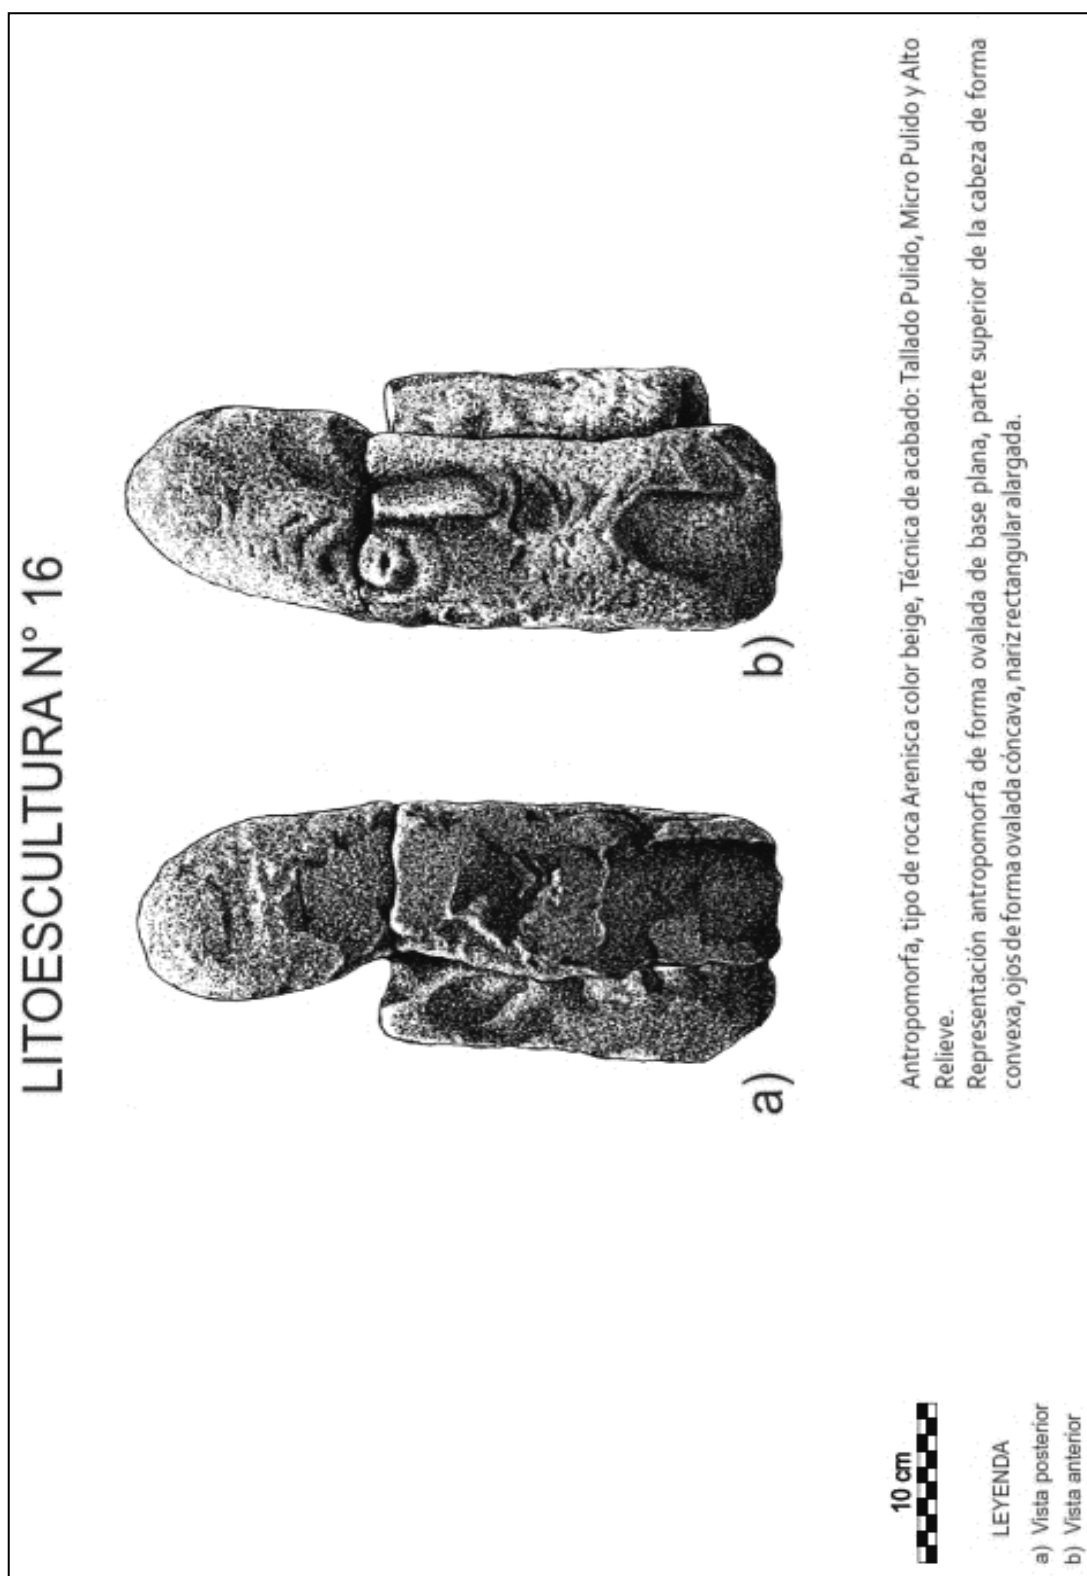 LITOESCULTURA N° 16
a)
b)
Antropomorfa, tipo de roca Arenisca color beige, Técnica de acabado: Tallado Pulido, Micro Pulido y Alto
Relieve.
Representación antropomorfa de forma ovalada de base plana, parte superior de la cabeza de forma
convexa, ojos de forma ovalada cóncava, nariz rectangular alargada.
10 cm
LEYENDA
a) Vista posterior
b) Vista anterior